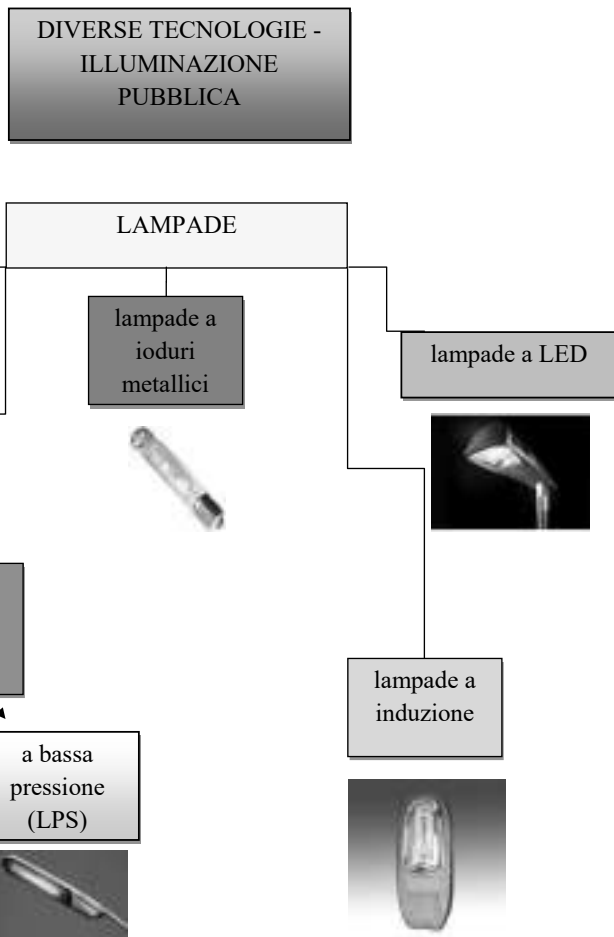 DIVERSE TECNOLOGIE -
ILLUMINAZIONE
PUBBLICA
LAMPADE
lampade a
ioduri
metallici
lampade a LED
lampade a
induzione
a bassa
pressione
(LPS)